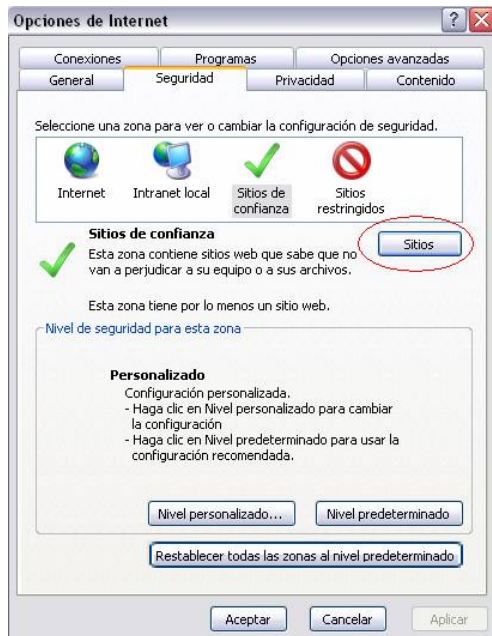 Opciones de Internet
Conexiones Programas Opciones avanzadas
General Seguridad Privacidad Contenido
Seleccione una zona para ver o cambiar la configuración de seguridad.
Internet Intranet local Sitios de confianza Sitios restringidos
Sitios de confianza
Sitios
Esta zona contiene sitios web que sabe que no
van a perjudicar a su equipo o a sus archivos.
Esta zona tiene por lo menos un sitio web.
Nivel de seguridad para esta zona
Personalizado
Configuración personalizada.
- Haga clic en Nivel personalizado para cambiar
la configuración
- Haga clic en Nivel predeterminado para usar la
configuración recomendada.
Nivel personalizado... Nivel predeterminado
Restablecer todas las zonas al nivel predeterminado
Aceptar Cancelar Aplicar